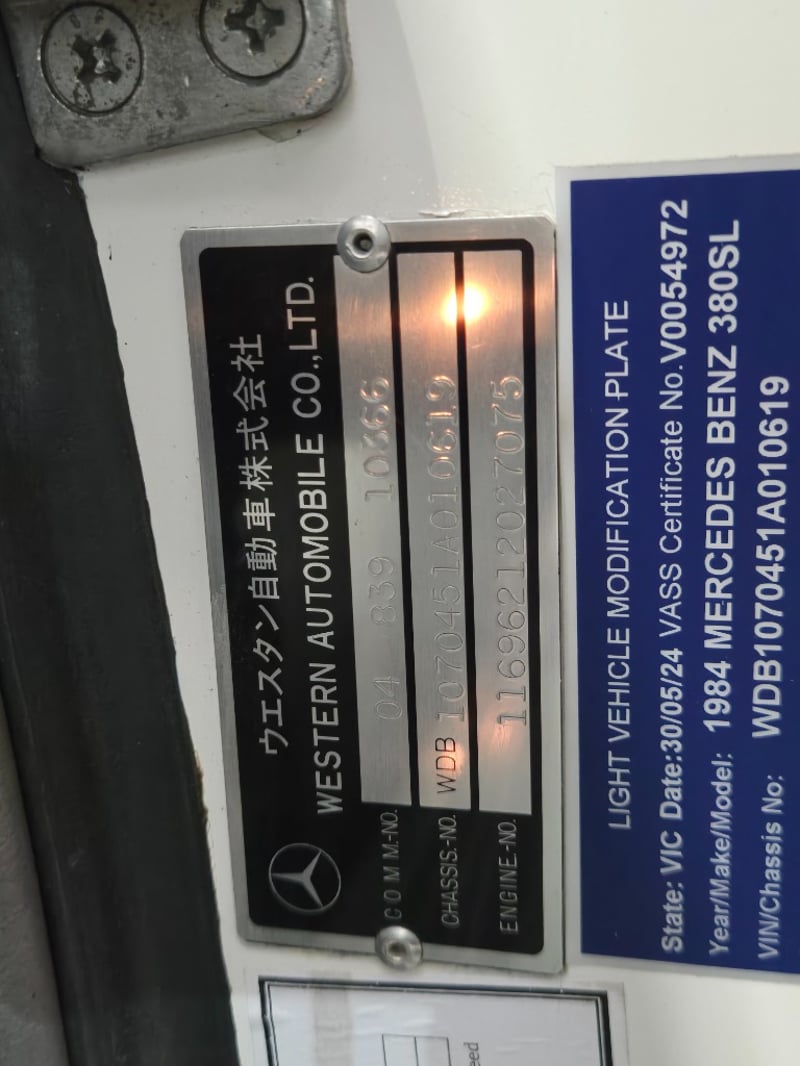 ウエスタン自動車株式会社
WESTERN AUTOMOBILE CO.,LTD.
COMM.-NO. 04 839 10366
CHASSIS.-NO. WDB 1070451A010619
ENGINE.-NO. 11696212027075
LIGHT VEHICLE MODIFICATION PLATE
State: VIC Date:30/05/24 VASS Certificate No. V0054972
Year/Make/Model: 1984 MERCEDES BENZ 380SL
VIN/Chassis No: WDB1070451A010619